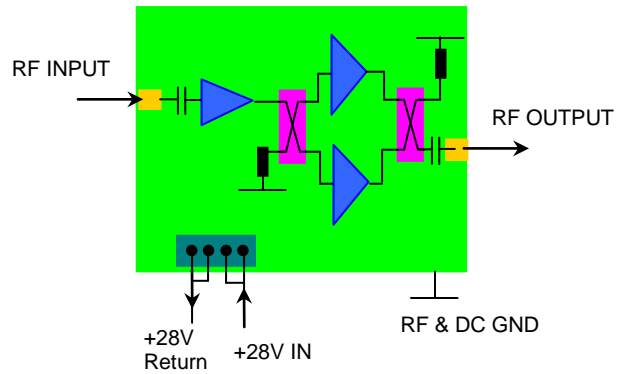 RF INPUT
RF OUTPUT
RF & DC GND
+28V
Return
+28V IN